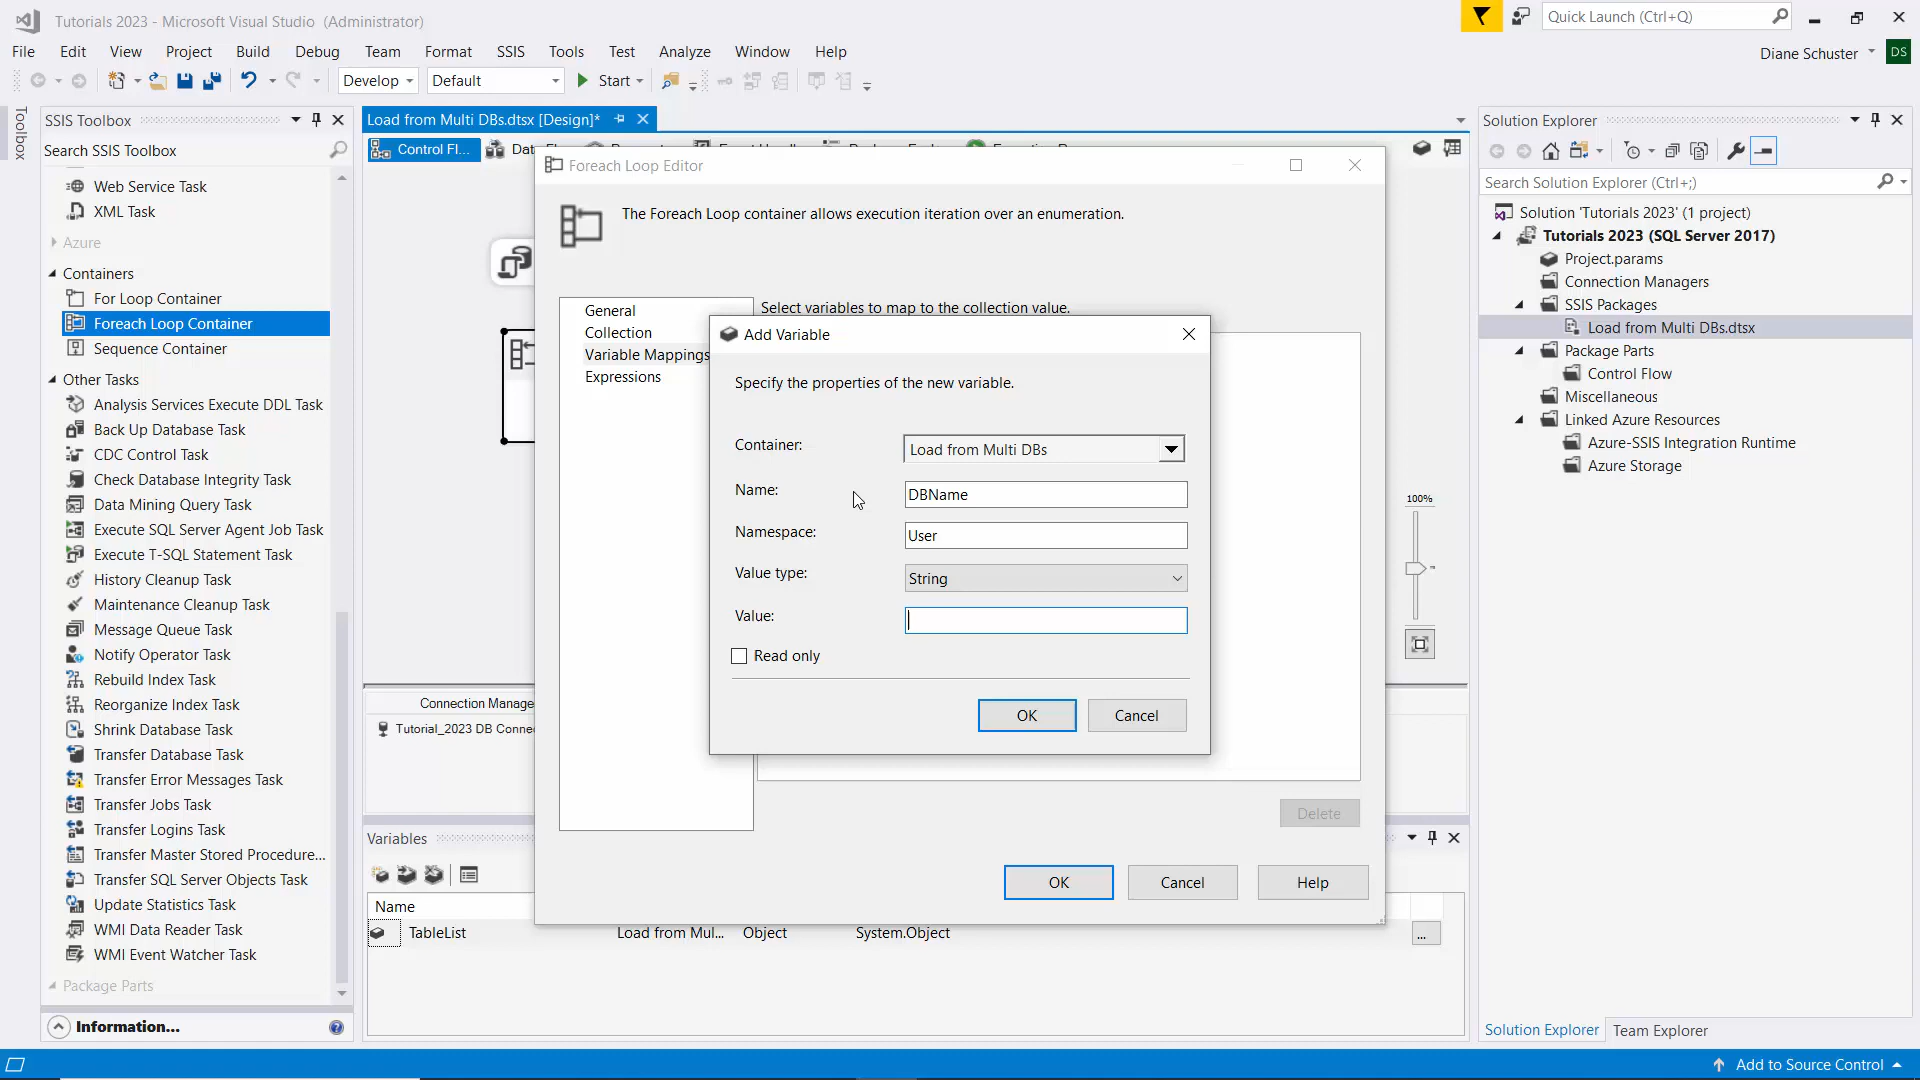 Tutorials 2023 - Microsoft Visual Studio (Administrator)
Quick Launch (Ctrl+Q)
File Edit View Project Build Debug Team Format SSIS Tools Test Analyze Window Help
Diane Schuster DS
Develop Default Start
Toolbox
SSIS Toolbox
Search SSIS Toolbox
Web Service Task
XML Task
Azure
Containers
For Loop Container
Foreach Loop Container
Sequence Container
Other Tasks
Analysis Services Execute DDL Task
Back Up Database Task
CDC Control Task
Check Database Integrity Task
Data Mining Query Task
Execute SQL Server Agent Job Task
Execute T-SQL Statement Task
History Cleanup Task
Maintenance Cleanup Task
Message Queue Task
Notify Operator Task
Rebuild Index Task
Reorganize Index Task
Shrink Database Task
Transfer Database Task
Transfer Error Messages Task
Transfer Jobs Task
Transfer Logins Task
Transfer Master Stored Procedure...
Transfer SQL Server Objects Task
Update Statistics Task
WMI Data Reader Task
WMI Event Watcher Task
Package Parts
Information...
Load from Multi DBs.dtsx [Design]*
Control Fl...
Foreach Loop Editor
The Foreach Loop container allows execution iteration over an enumeration.
General
Collection
Variable Mappings
Expressions
Select variables to map to the collection value.
Add Variable
Specify the properties of the new variable.
Container: Load from Multi DBs
Name: DBName
Namespace: User
Value type: String
Value:
Read only
OK Cancel
Delete
OK Cancel Help
100%
Connection Manage
Tutorial_2023 DB Conne
Variables
Name
TableList Load from Mul... Object System.Object ...
Solution Explorer
Search Solution Explorer (Ctrl+;)
Solution 'Tutorials 2023' (1 project)
Tutorials 2023 (SQL Server 2017)
Project.params
Connection Managers
SSIS Packages
Load from Multi DBs.dtsx
Package Parts
Control Flow
Miscellaneous
Linked Azure Resources
Azure-SSIS Integration Runtime
Azure Storage
Solution Explorer Team Explorer
Add to Source Control